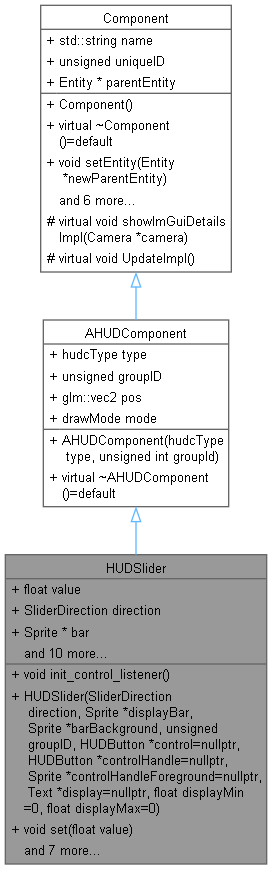 Component
+ std::string name
+ unsigned uniqueID
+ Entity * parentEntity
+ Component()
+ virtual ~Component
()=default
+ void setEntity(Entity
*newParentEntity)
and 6 more...
# virtual void showImGuiDetails
Impl(Camera *camera)
# virtual void UpdateImpl()
AHUDComponent
+ hudcType type
+ unsigned groupID
+ glm::vec2 pos
+ drawMode mode
+ AHUDComponent(hudcType
type, unsigned int groupId)
+ virtual ~AHUDComponent
()=default
HUDSlider
+ float value
+ SliderDirection direction
+ Sprite * bar
and 10 more...
+ void init_control_listener()
+ HUDSlider(SliderDirection
direction, Sprite *displayBar,
Sprite *barBackground, unsigned
groupID, HUDButton *control=nullptr,
HUDButton *controlHandle=nullptr,
Sprite *controlHandleForeground=nullptr,
Text *display=nullptr, float displayMin
=0, float displayMax=0)
+ void set(float value)
and 7 more...